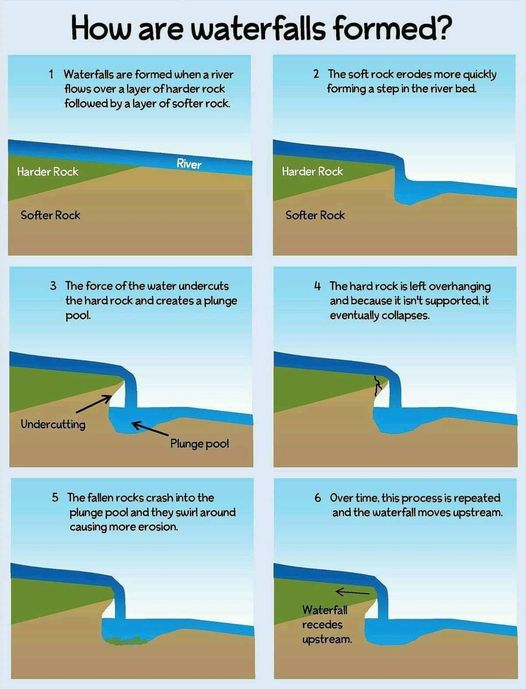 How are waterfalls formed?
1 Waterfalls are formed when a river
flows over a layer of harder rock
followed by a layer of softer rock.
River
Harder Rock
Softer Rock
2 The soft rock erodes more quickly
forming a step in the river bed.
Harder Rock
Softer Rock
3 The force of the water undercuts
the hard rock and creates a plunge
pool.
Undercutting
Plunge pool
4 The hard rock is left overhanging
and because it isn't supported, it
eventually collapses.
5 The fallen rocks crash into the
plunge pool and they swirl around
causing more erosion.
6 Over time, this process is repeated
and the waterfall moves upstream.
Waterfall
recedes
upstream.